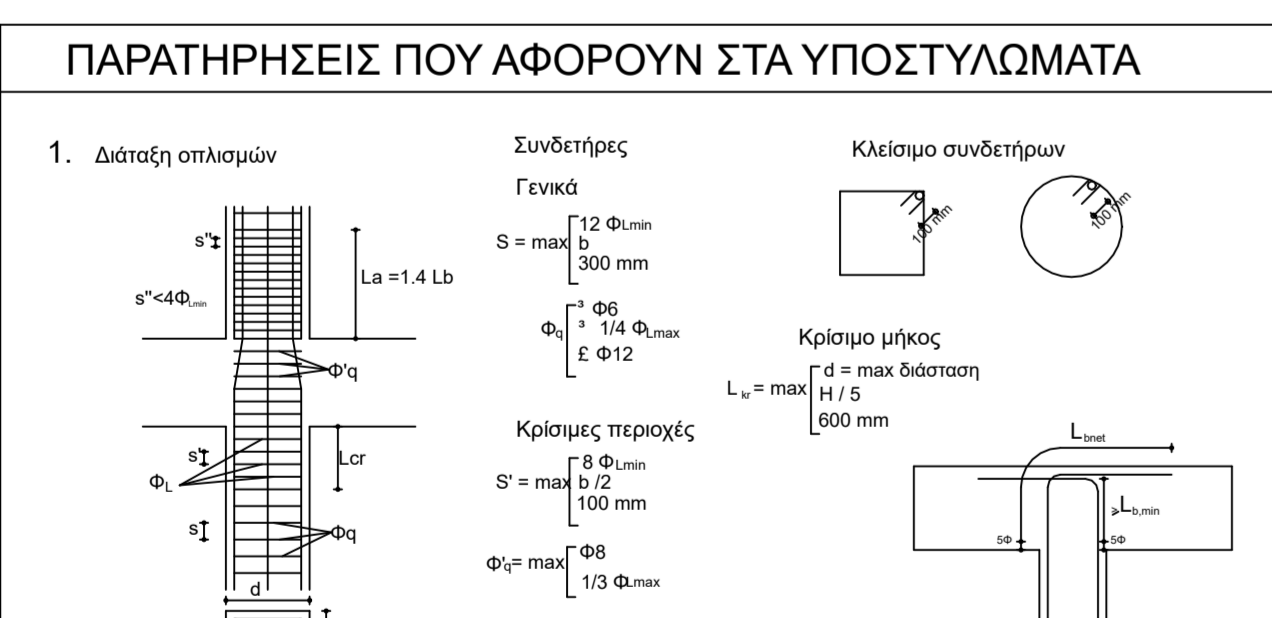 ΠΑΡΑΤΗΡΗΣΕΙΣ ΠΟΥ ΑΦΟΡΟΥΝ ΣΤΑ ΥΠΟΣΤΥΛΩΜΑΤΑ
1. Διάταξη οπλισμών
s"
s"<4ΦLmin
La =1.4 Lb
Φ'q
s'
ΦL
Lcr
s
Φq
d
Συνδετήρες
Γενικά
S = max
12 ΦLmin
b
300 mm
Φq
³ Φ6
³ 1/4 ΦLmax
£ Φ12
Κρίσιμες περιοχές
S' = max
8 ΦLmin
b /2
100 mm
Φ'q= max
Φ8
1/3 ΦLmax
Κλείσιμο συνδετήρων
100 mm
100 mm
Κρίσιμο μήκος
L kr = max
d = max διάσταση
H / 5
600 mm
Lbnet
≥Lb,min
5Φ
5Φ